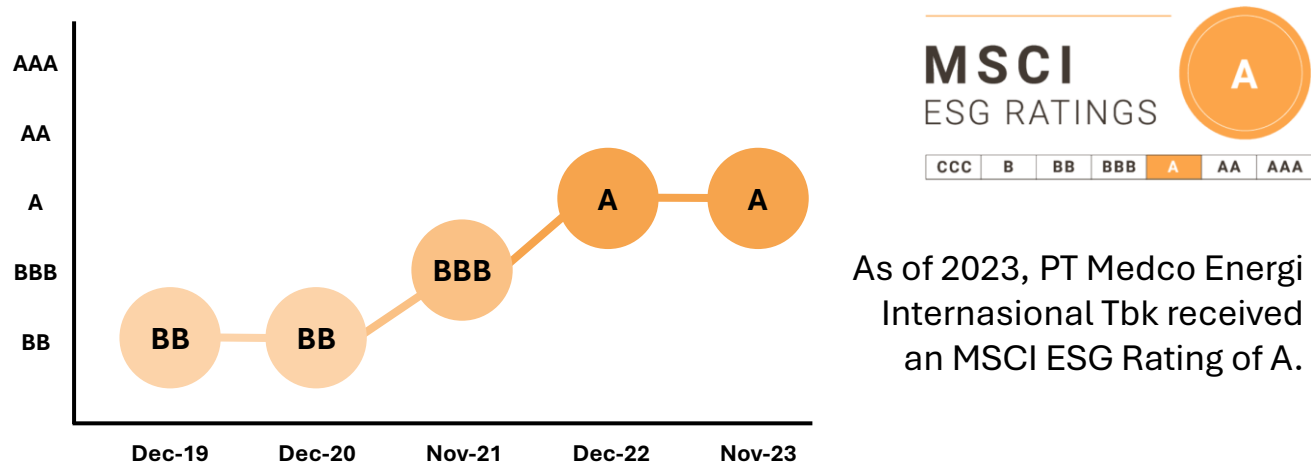 AAA
AA
A
BBB
BB
BB
BB
BBB
A
A
Dec-19
Dec-20
Nov-21
Dec-22
Nov-23
MSCI
ESG RATINGS
A
CCC B BB BBB A AA AAA
As of 2023, PT Medco Energi
Internasional Tbk received
an MSCI ESG Rating of A.